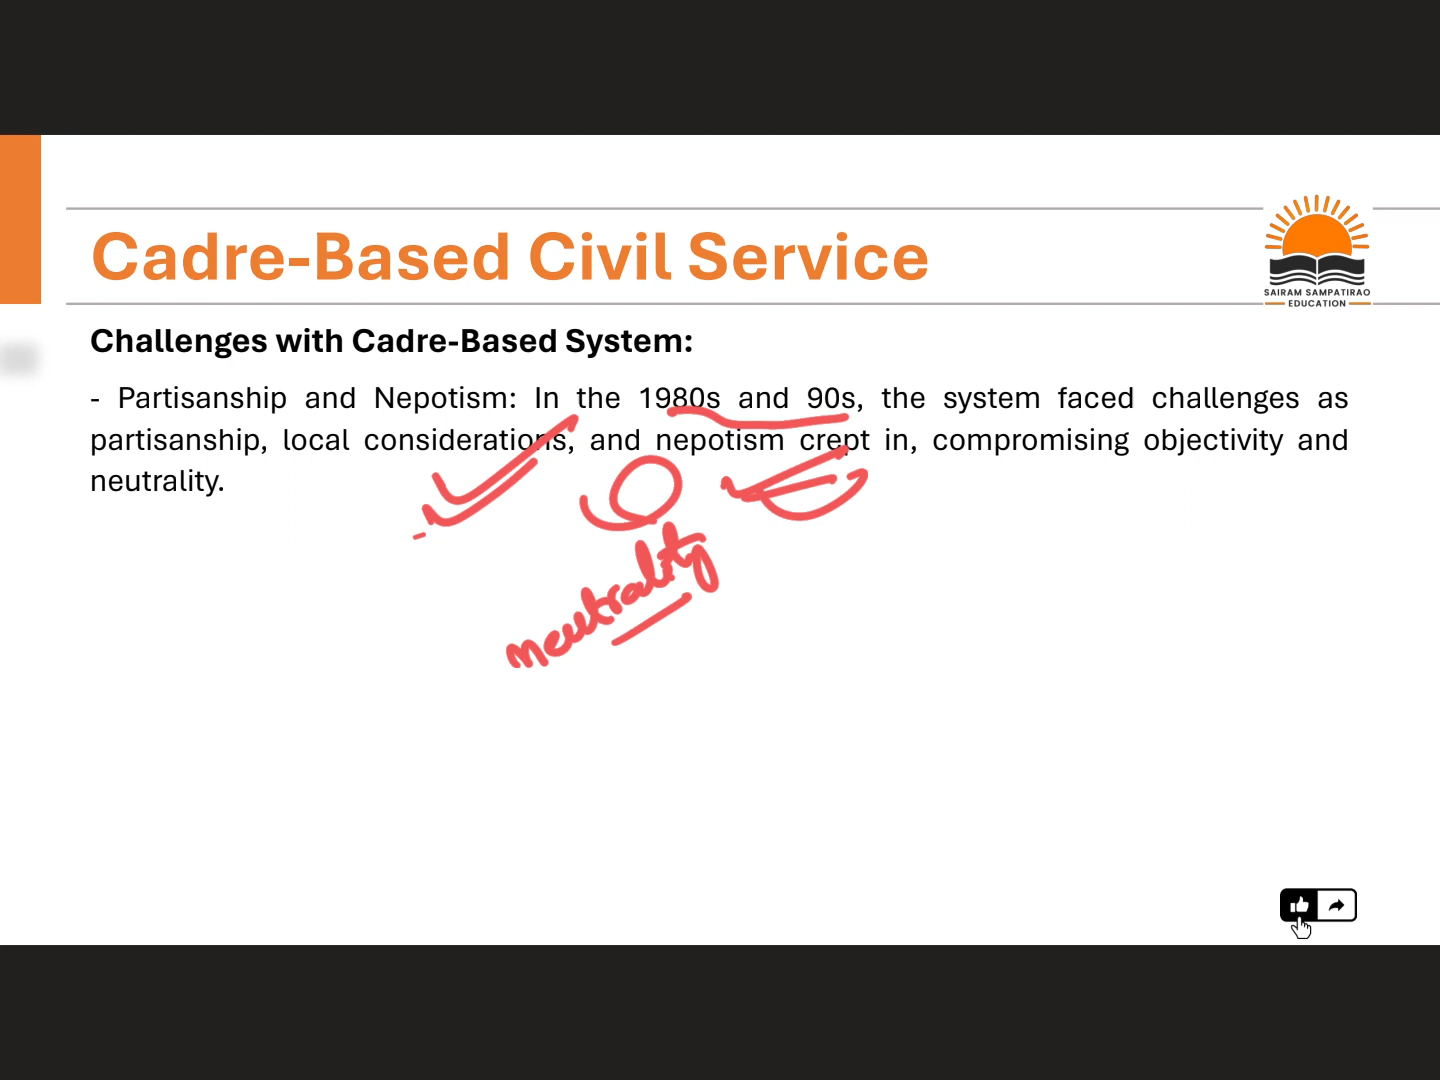 Cadre-Based Civil Service
SAIRAM SAMPATIRAO
EDUCATION
Challenges with Cadre-Based System:
- Partisanship and Nepotism: In the 1980s and 90s, the system faced challenges as
partisanship, local considerations, and nepotism crept in, compromising objectivity and
neutrality.
neutrality